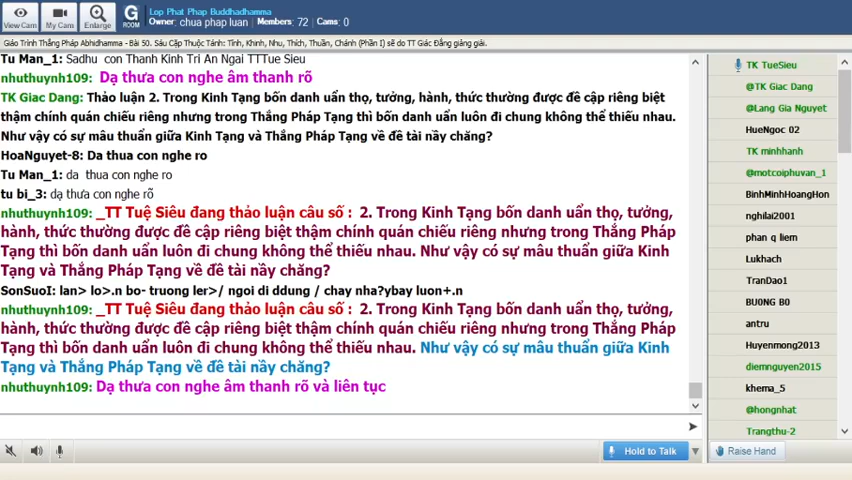 Lop Phat Phap Buddhadhamma
Owner: chua phap luan Members: 72 Cams: 0
View Cam
My Cam
Enlarge
G
ROOM
Giáo Trình Thắng Pháp Abhidhamma - Bài 50. Sáu Cặp Thuộc Tánh: Tĩnh, Khinh, Nhu, Thích, Thuần, Chánh (Phần I) sẽ do TT Giác Đẳng giảng giải.
Tu Man_1: Sadhu con Thanh Kinh Tri An Ngai TTTue Sieu
nhuthuynh109: Dạ thưa con nghe âm thanh rõ
TK Giac Dang: Thảo luận 2. Trong Kinh Tạng bốn danh uẩn thọ, tưởng, hành, thức thường được đề cập riêng biệt
thậm chính quán chiếu riêng nhưng trong Thắng Pháp Tạng thì bốn danh uẩn luôn đi chung không thể thiếu nhau.
Như vậy có sự mâu thuẩn giữa Kinh Tạng và Thắng Pháp Tạng về đề tài nầy chăng?
HoaNguyet-8: Da thua con nghe ro
Tu Man_1: da thua con nghe ro
tu bi_3: dạ thưa con nghe rõ
nhuthuynh109: _TT Tuệ Siêu đang thảo luận câu số : 2. Trong Kinh Tạng bốn danh uẩn thọ, tưởng,
hành, thức thường được đề cập riêng biệt thậm chính quán chiếu riêng nhưng trong Thắng Pháp
Tạng thì bốn danh uẩn luôn đi chung không thể thiếu nhau. Như vậy có sự mâu thuẩn giữa Kinh
Tạng và Thắng Pháp Tạng về đề tài nầy chăng?
SonSuoI: lan> lo>.n bo- truong ler>/ ngoi di ddung / chay nha?ybay luon+.n
nhuthuynh109: _TT Tuệ Siêu đang thảo luận câu số : 2. Trong Kinh Tạng bốn danh uẩn thọ, tưởng,
hành, thức thường được đề cập riêng biệt thậm chính quán chiếu riêng nhưng trong Thắng Pháp
Tạng thì bốn danh uẩn luôn đi chung không thể thiếu nhau. Như vậy có sự mâu thuẩn giữa Kinh
Tạng và Thắng Pháp Tạng về đề tài nầy chăng?
nhuthuynh109: Dạ thưa con nghe âm thanh rõ và liên tục
TK TueSieu
@TK Giac Dang
@Lang Gia Nguyet
HueNgoc 02
TK minhhanh
@motcoiphuvan_1
BinhMinhHoangHon
nghilai2001
phan q liem
Lukhach
TranDao1
BU0NG B0
antru
Huyenmong2013
diemnguyen2015
khema_5
@hongnhat
Trangthu-2
Hold to Talk
Raise Hand